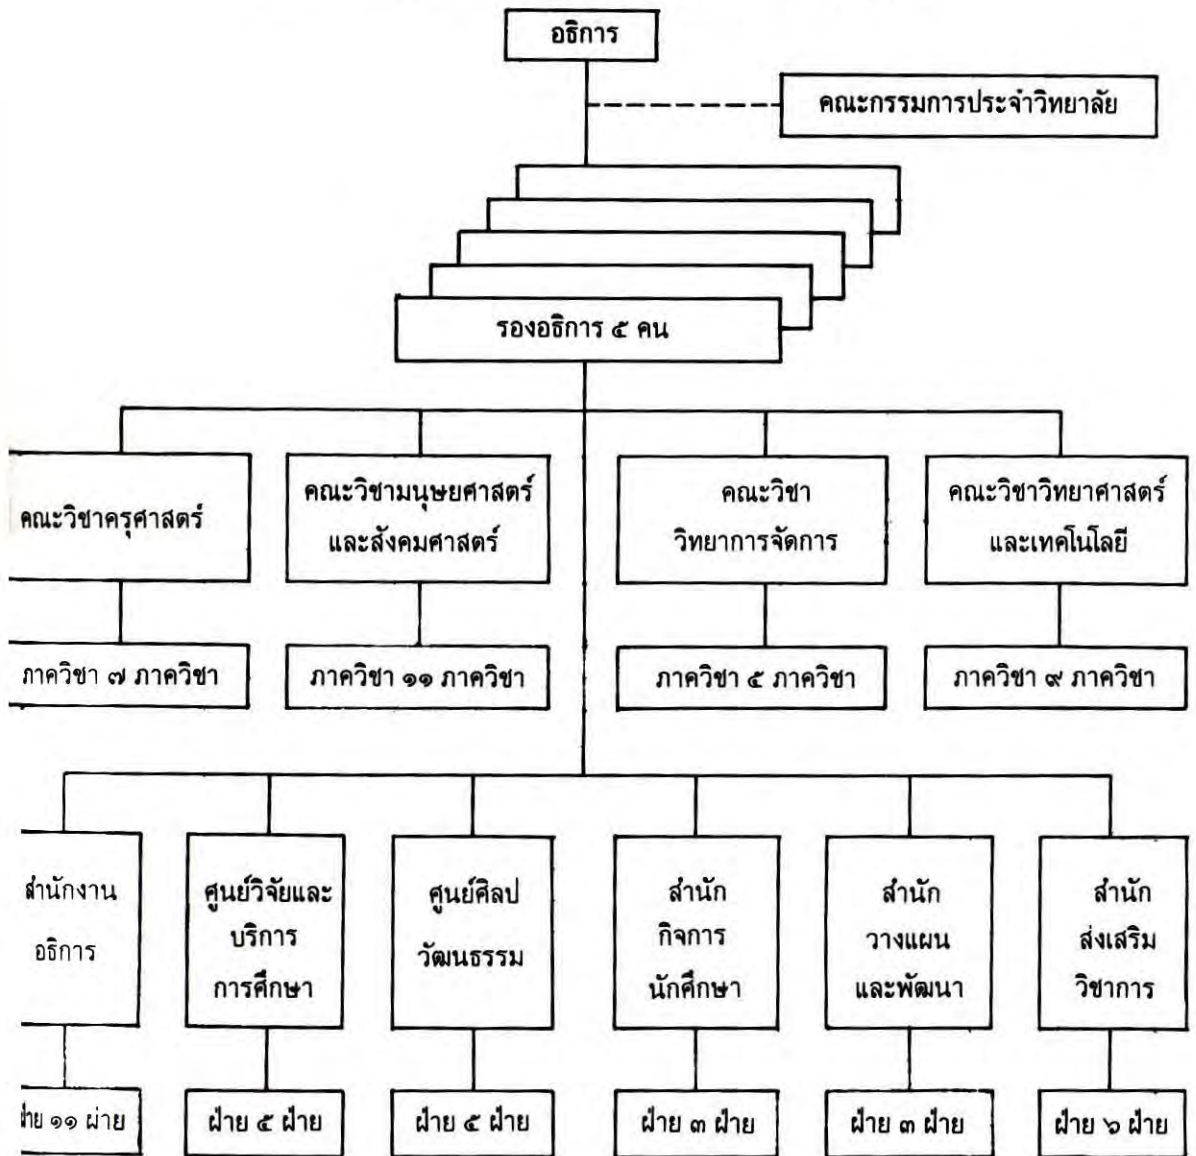 อธิการ
คณะกรรมการประจำวิทยาลัย
รองอธิการ ๕ คน
คณะวิชาครุศาสตร์
คณะวิชามนุษยศาสตร์
และสังคมศาสตร์
คณะวิชา
วิทยาการจัดการ
คณะวิชาวิทยาศาสตร์
และเทคโนโลยี
ภาควิชา ๗ ภาควิชา
ภาควิชา ๑๑ ภาควิชา
ภาควิชา ๕ ภาควิชา
ภาควิชา ๙ ภาควิชา
สำนักงาน
อธิการ
ศูนย์วิจัยและ
บริการ
การศึกษา
ศูนย์ศิลป
วัฒนธรรม
สำนัก
กิจการ
นักศึกษา
สำนัก
วางแผน
และพัฒนา
สำนัก
ส่งเสริม
วิชาการ
ฝ่าย ๑๑ ผ่าย
ฝ่าย ๕ ฝ่าย
ฝ่าย ๕ ฝ่าย
ฝ่าย ๓ ฝ่าย
ฝ่าย ๓ ฝ่าย
ฝ่าย ๖ ฝ่าย